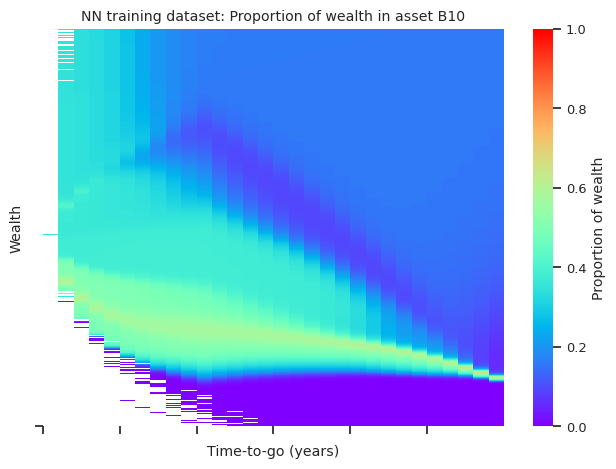 NN training dataset: Proportion of wealth in asset B10
Wealth
Time-to-go (years)
1.0
0.8
0.6
0.4
0.2
0.0
Proportion of wealth